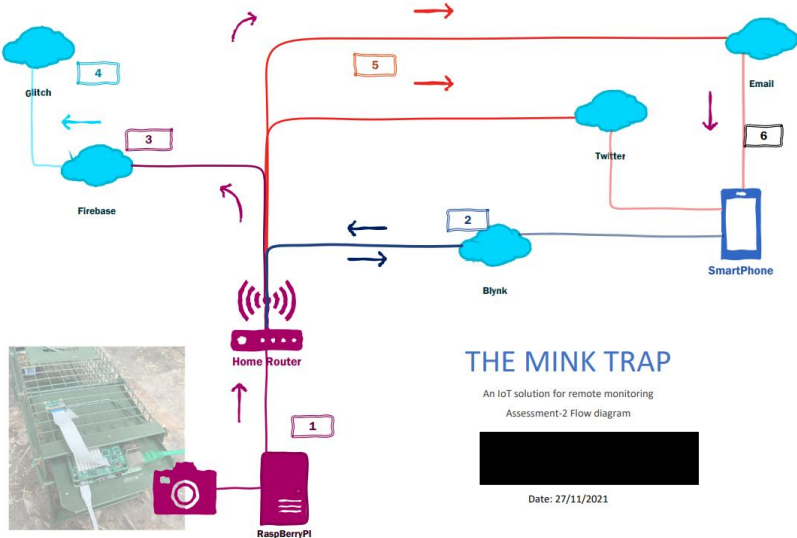 4
Glitch
5
Email
3
6
Twitter
Firebase
2
SmartPhone
Blynk
Home Router
THE MINK TRAP
An IoT solution for remote monitoring
Assessment-2 Flow diagram
1
Date: 27/11/2021
RaspBerryPI